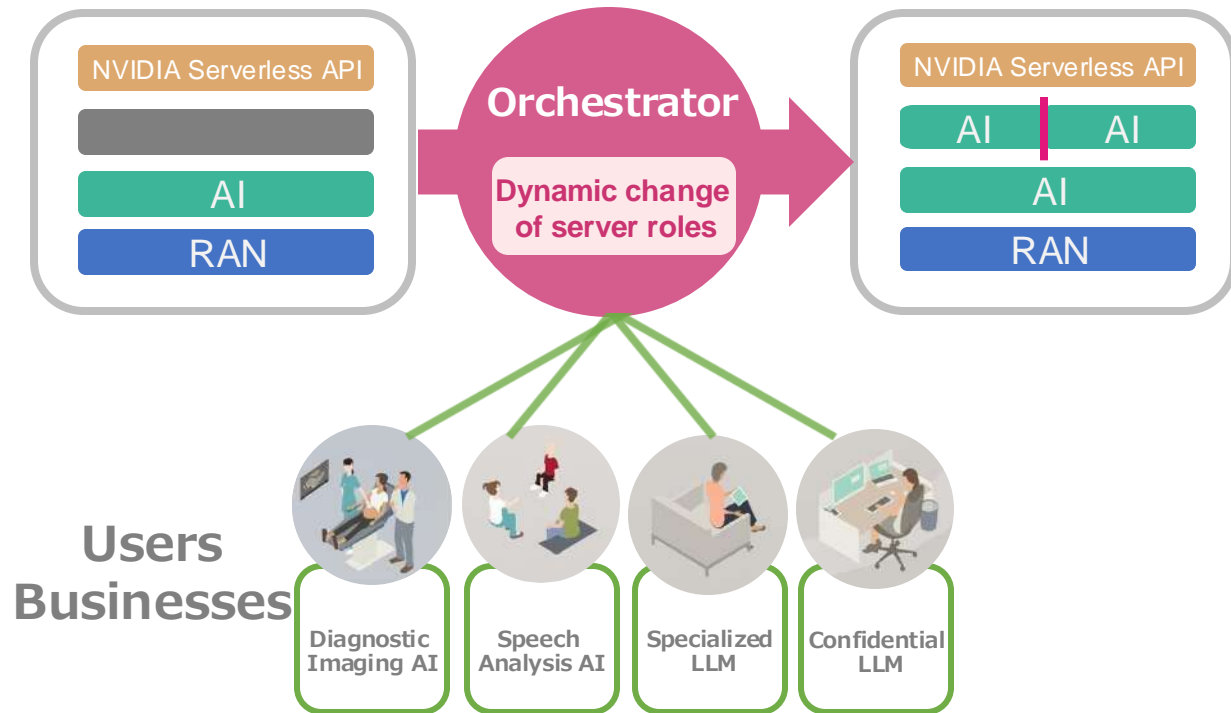 NVIDIA Serverless API
AI
RAN
Orchestrator
Dynamic change
of server roles
NVIDIA Serverless API
AI AI
AI
RAN
Users
Businesses
Diagnostic
Imaging AI
Speech
Analysis AI
Specialized
LLM
Confidential
LLM